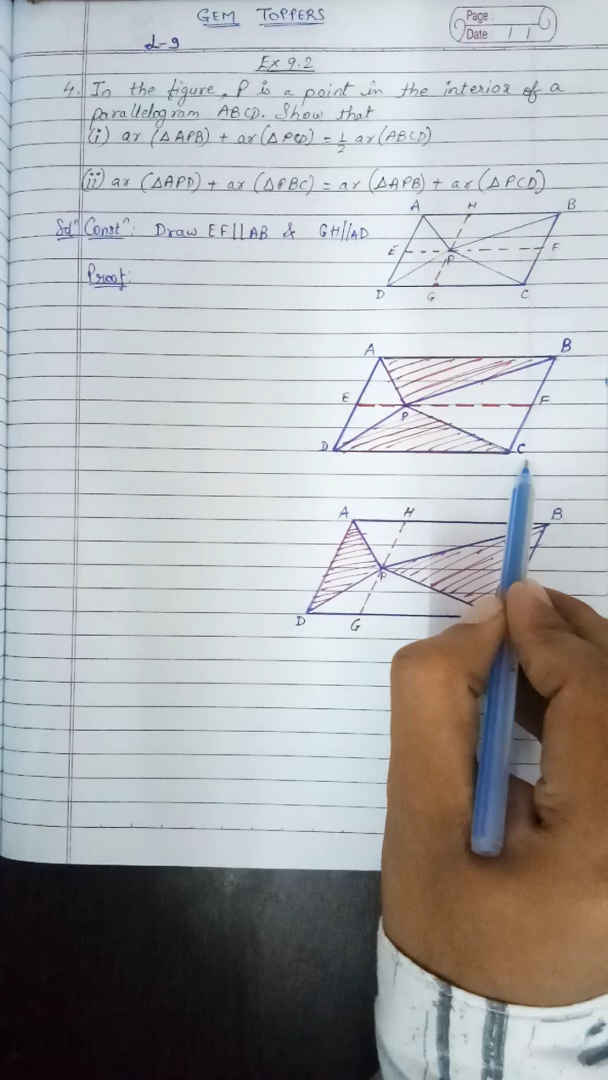 GEM TOPPERS
Page :
Date : / /
L-9
Ex 9.2
4. In the figure, P is a point in the interior of a
parallelogram ABCD. Show that
(i) ar (△APB) + ar (△PCD) = 1/2 ar (ABCD)
(ii) ar (△APD) + ar (△PBC) = ar (△APB) + ar (△PCD)
Solⁿ Constⁿ: Draw EF||AB & GH||AD
Proof:
A H B
E P F
D G C
A B
E P F
D C
A H B
P
D G